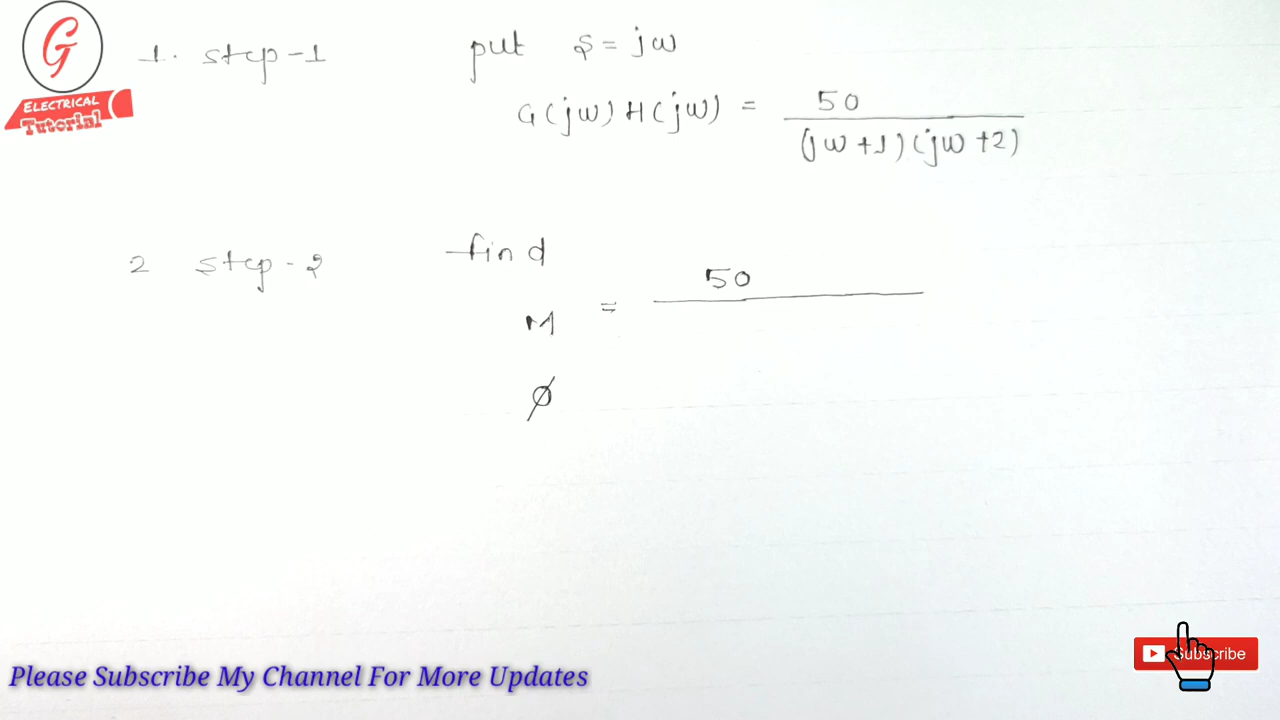 G
ELECTRICAL
Tutorial
1. step-1 put S = jω
G(jω) H(jω) = 50
(jω+1)(jω+2)
2 step-2 find
M = 50
ø
Please Subscribe My Channel For More Updates
Subscribe